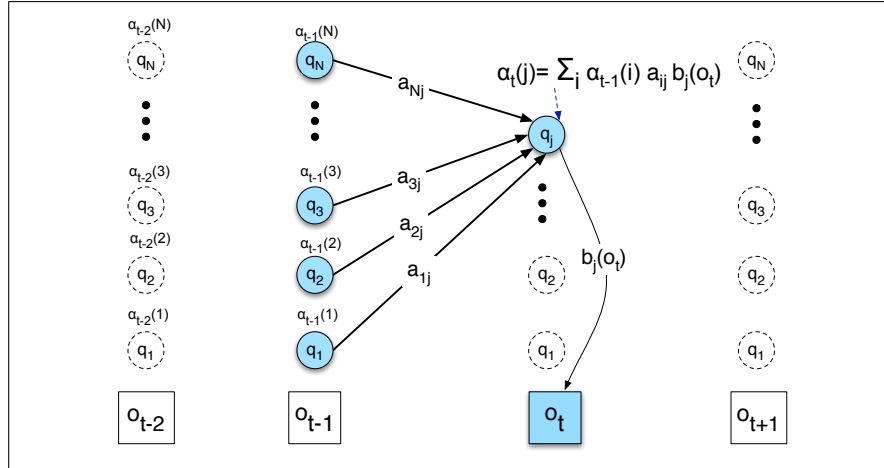 αt-2(N) αt-1(N)
qN qN qN
αt(j)= Σi αt-1(i) aij bj(ot)
aNj
qj
αt-2(3) αt-1(3)
a3j
q3 q3 q3
a2j
αt-2(2) αt-1(2)
bj(ot)
a1j
q2 q2 q2 q2
αt-2(1) αt-1(1)
q1 q1 q1 q1
ot-2 ot-1 ot ot+1